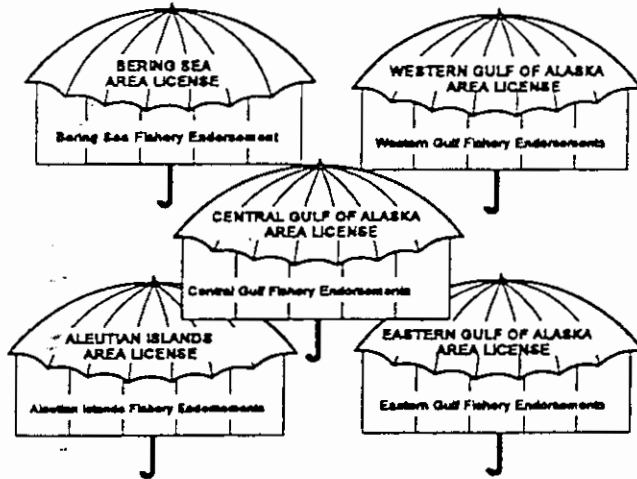 BERING SEA
AREA LICENSE
Bering Sea Fishery Endorsement
WESTERN GULF OF ALASKA
AREA LICENSE
Western Gulf Fishery Endorsements
CENTRAL GULF OF ALASKA
AREA LICENSE
Central Gulf Fishery Endorsements
ALEUTIAN ISLANDS
AREA LICENSE
Aleutian Islands Fishery Endorsements
EASTERN GULF OF ALASKA
AREA LICENSE
Eastern Gulf Fishery Endorsements